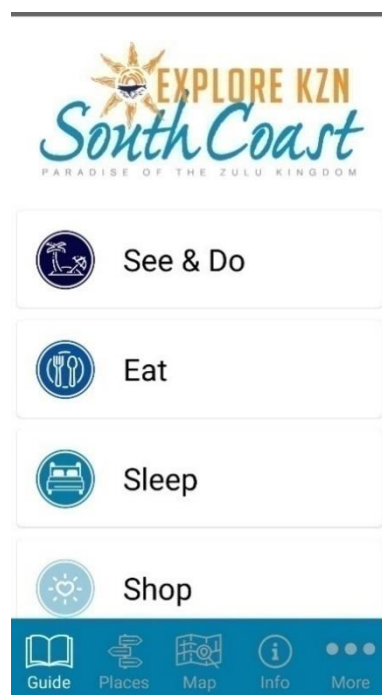 EXPLORE KZN
South Coast
PARADISE OF THE ZULU KINGDOM
See & Do
Eat
Sleep
Shop
Guide Places Map Info More